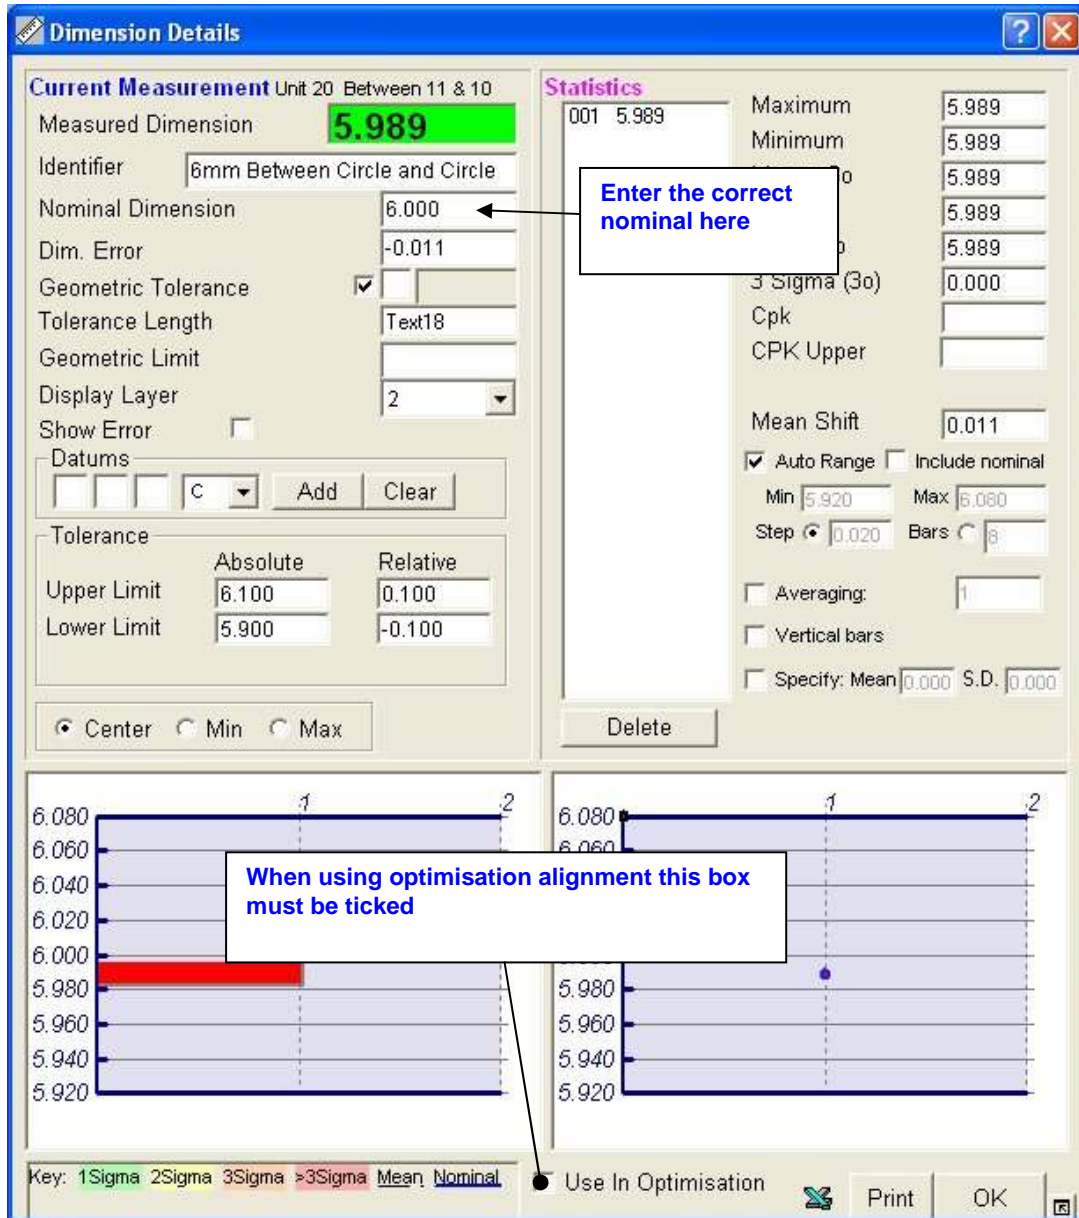 Dimension Details
Current Measurement Unit 20 Between 11 & 10
Measured Dimension 5.989
Identifier 6mm Between Circle and Circle
Nominal Dimension 6.000
Dim. Error -0.011
Geometric Tolerance
Tolerance Length Text18
Geometric Limit
Display Layer 2
Show Error
Datums
C Add Clear
Tolerance
Absolute Relative
Upper Limit 6.100 0.100
Lower Limit 5.900 -0.100
Center Min Max
Statistics
001 5.989
Delete
Enter the correct
nominal here
Maximum 5.989
Minimum 5.989
5.989
5.989
5.989
3 Sigma (3o) 0.000
Cpk
CPK Upper
Mean Shift 0.011
Auto Range Include nominal
Min 5.920 Max 6.080
Step 0.020 Bars 8
Averaging: 1
Vertical bars
Specify: Mean 0.000 S.D. 0.000
1 2
6.080
6.060
6.040
6.020
6.000
5.980
5.960
5.940
5.920
When using optimisation alignment this box
must be ticked
1 2
6.080
6.060
5.980
5.960
5.940
5.920
Key: 1Sigma 2Sigma 3Sigma >3Sigma Mean Nominal
Use In Optimisation
Print OK